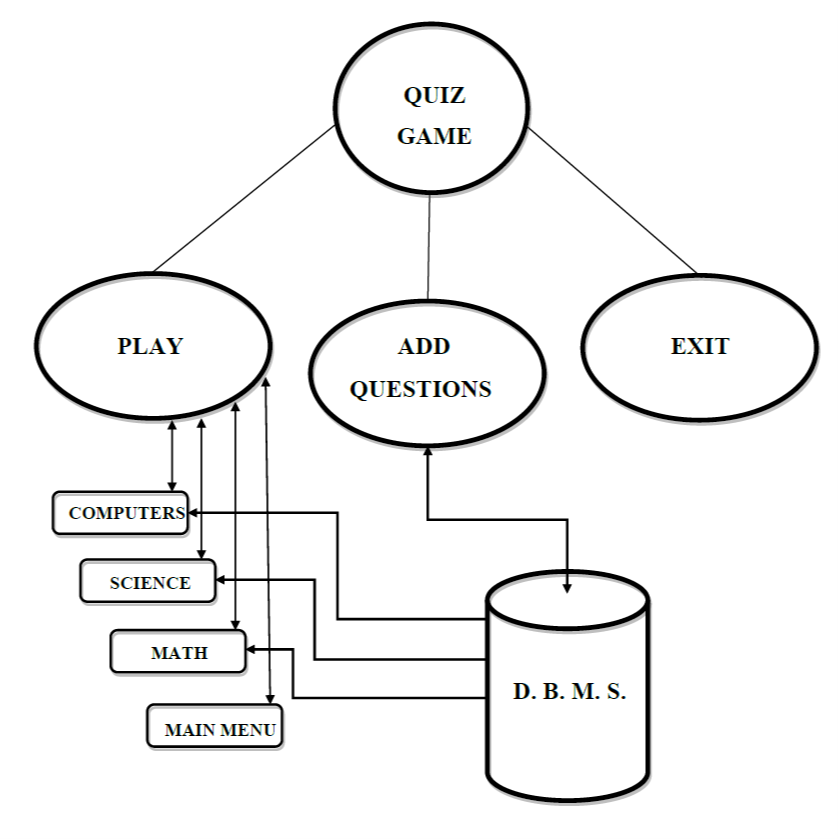 QUIZ
GAME
PLAY
ADD
QUESTIONS
EXIT
COMPUTERS
SCIENCE
MATH
MAIN MENU
D. B. M. S.